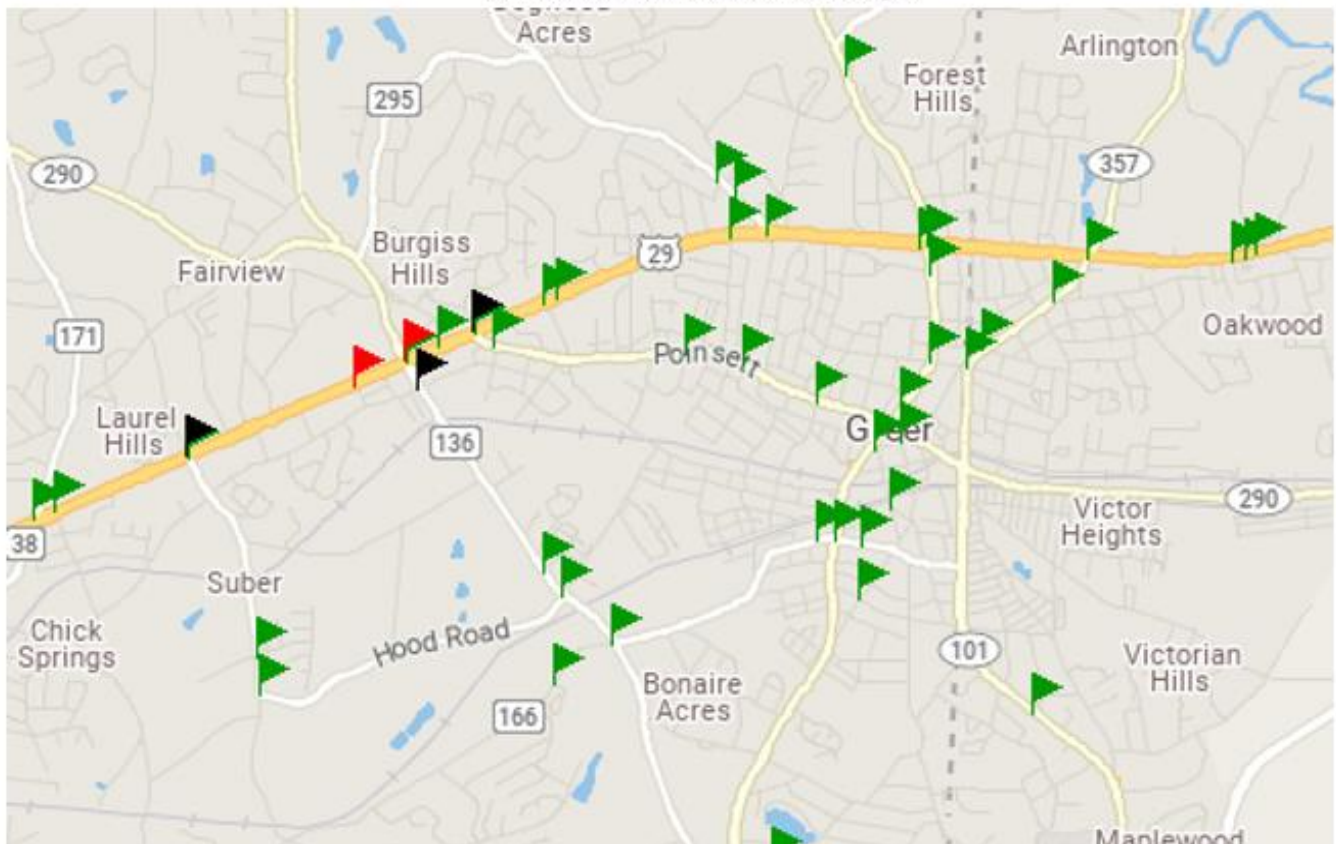 Acres
Arlington
Forest
Hills
295
290
357
Burgiss
Hills
29
Fairview
171
Oakwood
Poinsett
Laurel
Hills
136
290
Victor
Heights
38
Suber
Chick
Springs
Hood Road
101
Victorian
Hills
Bonaire
Acres
166
Maplewood